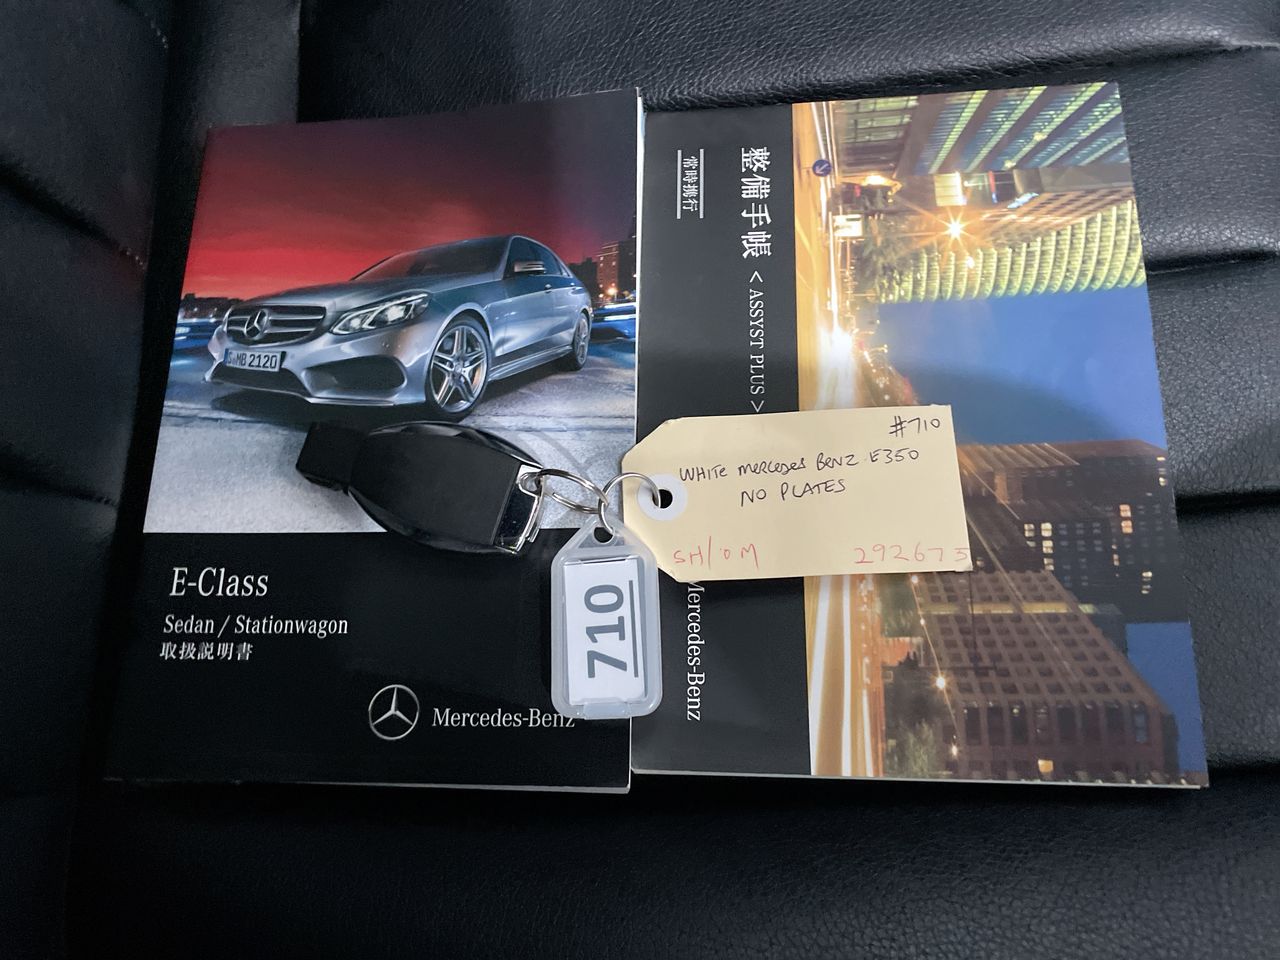 S MB 2120
E-Class
Sedan / Stationwagon
取扱説明書
Mercedes-Benz
整備手帳 < ASSYST PLUS >
常時携行
Mercedes-Benz
#710
WHITE MERCEDES BENZ E350
NO PLATES
SH/OM 292675
710